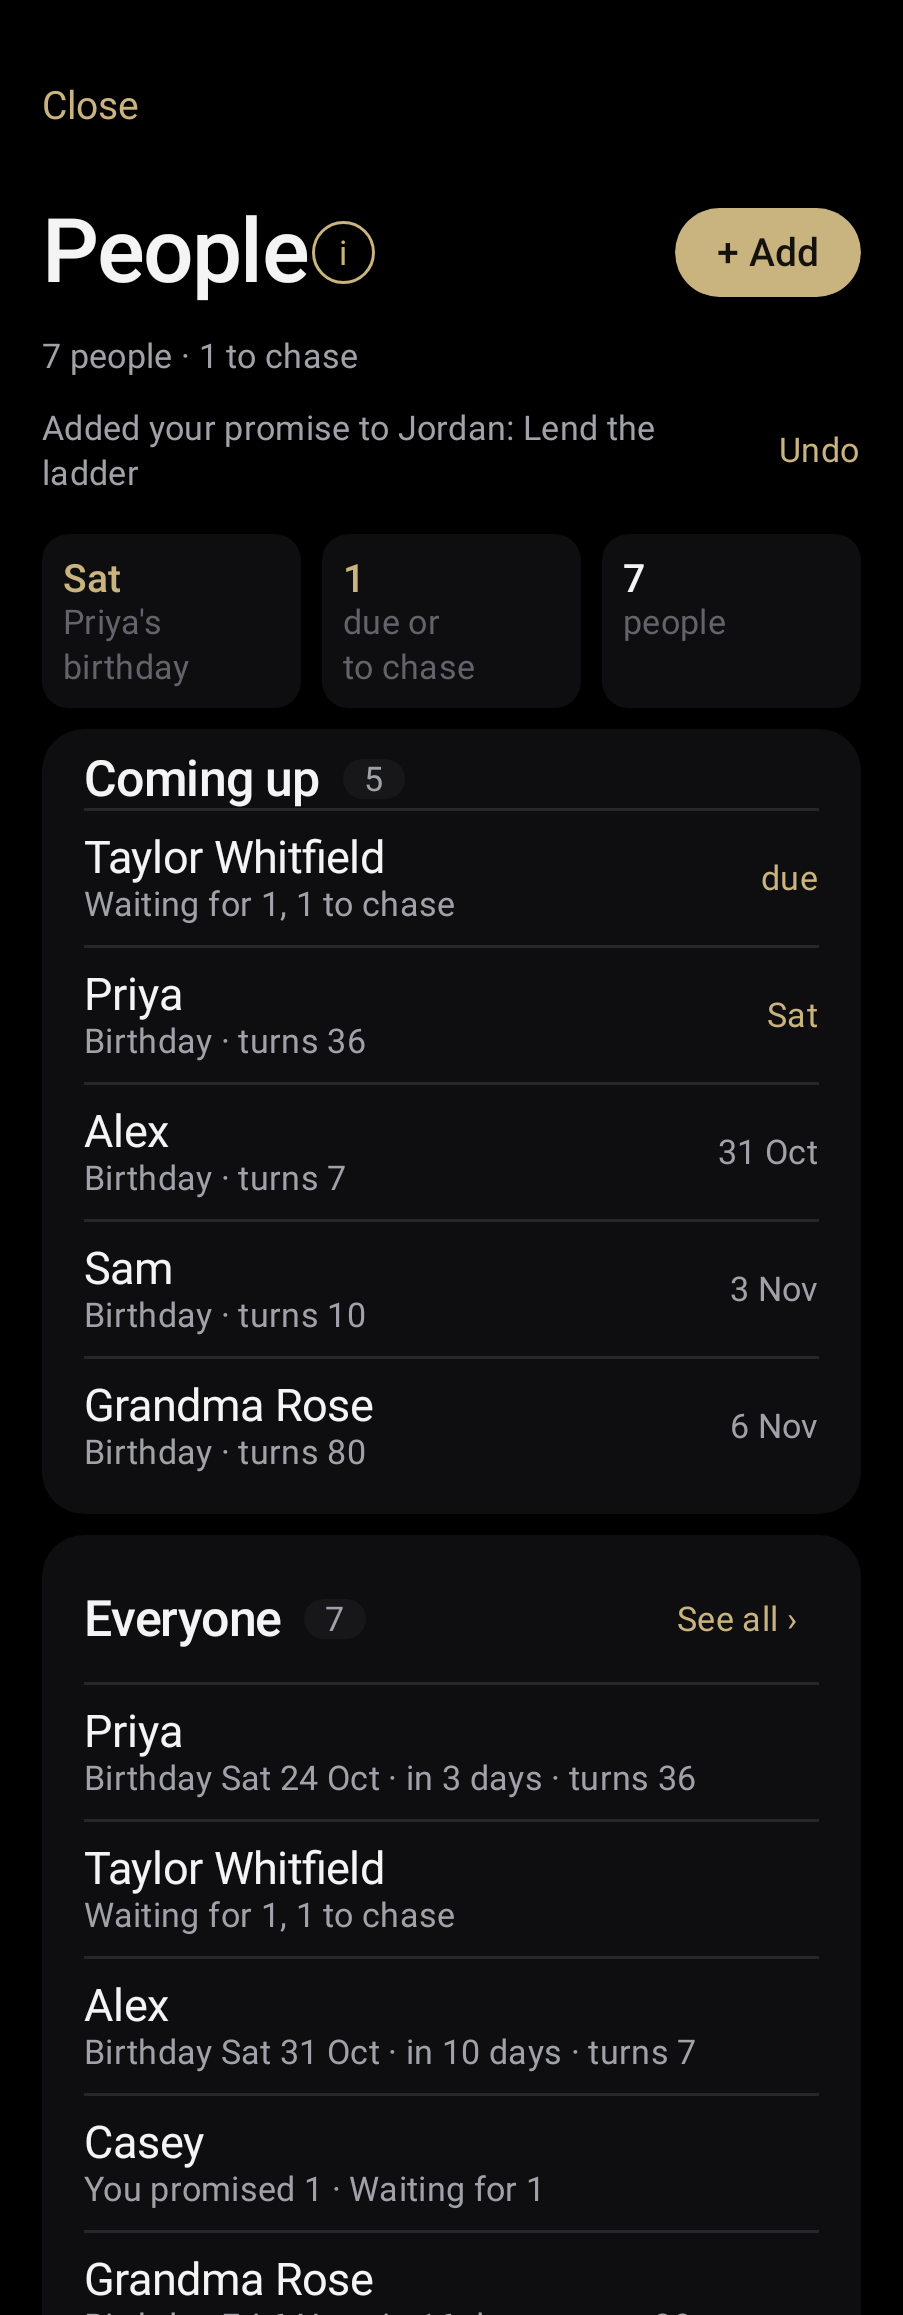 Close
People i
+ Add
7 people · 1 to chase
Added your promise to Jordan: Lend the
ladder
Undo
Sat
Priya's
birthday
1
due or
to chase
7
people
Coming up 5
Taylor Whitfield
Waiting for 1, 1 to chase
due
Priya
Birthday · turns 36
Sat
Alex
Birthday · turns 7
31 Oct
Sam
Birthday · turns 10
3 Nov
Grandma Rose
Birthday · turns 80
6 Nov
Everyone 7
See all ›
Priya
Birthday Sat 24 Oct · in 3 days · turns 36
Taylor Whitfield
Waiting for 1, 1 to chase
Alex
Birthday Sat 31 Oct · in 10 days · turns 7
Casey
You promised 1 · Waiting for 1
Grandma Rose